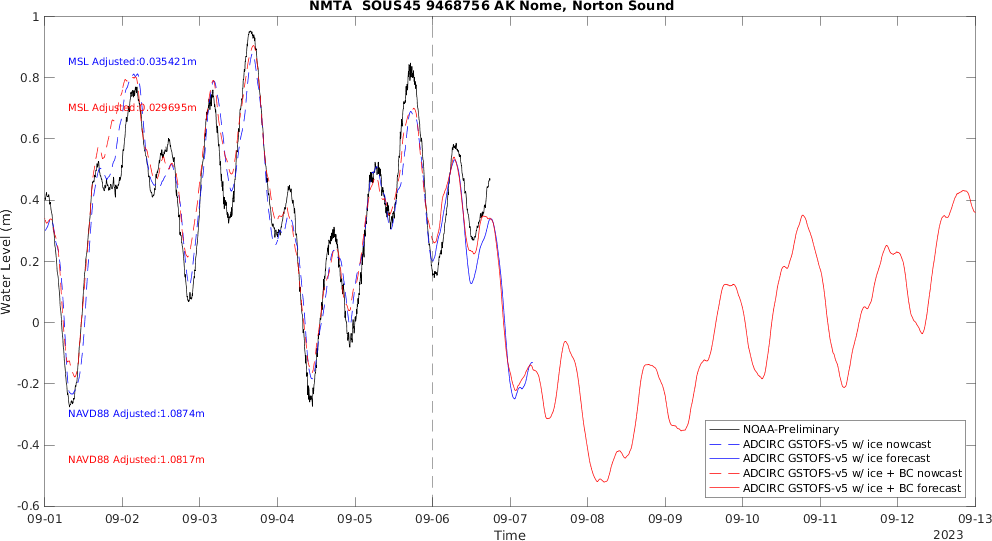 NMTA  SOUS45 9468756 AK Nome, Norton Sound
Water Level (m)
1
0.8
0.6
0.4
0.2
0
-0.2
-0.4
-0.6
MSL Adjusted:0.035421m
MSL Adjusted:0.029695m
NAVD88 Adjusted:1.0874m
NAVD88 Adjusted:1.0817m
NOAA-Preliminary
ADCIRC GSTOFS-v5 w/ ice nowcast
ADCIRC GSTOFS-v5 w/ ice forecast
ADCIRC GSTOFS-v5 w/ ice + BC nowcast
ADCIRC GSTOFS-v5 w/ ice + BC forecast
09-01 09-02 09-03 09-04 09-05 09-06 09-07 09-08 09-09 09-10 09-11 09-12 09-13
Time
2023